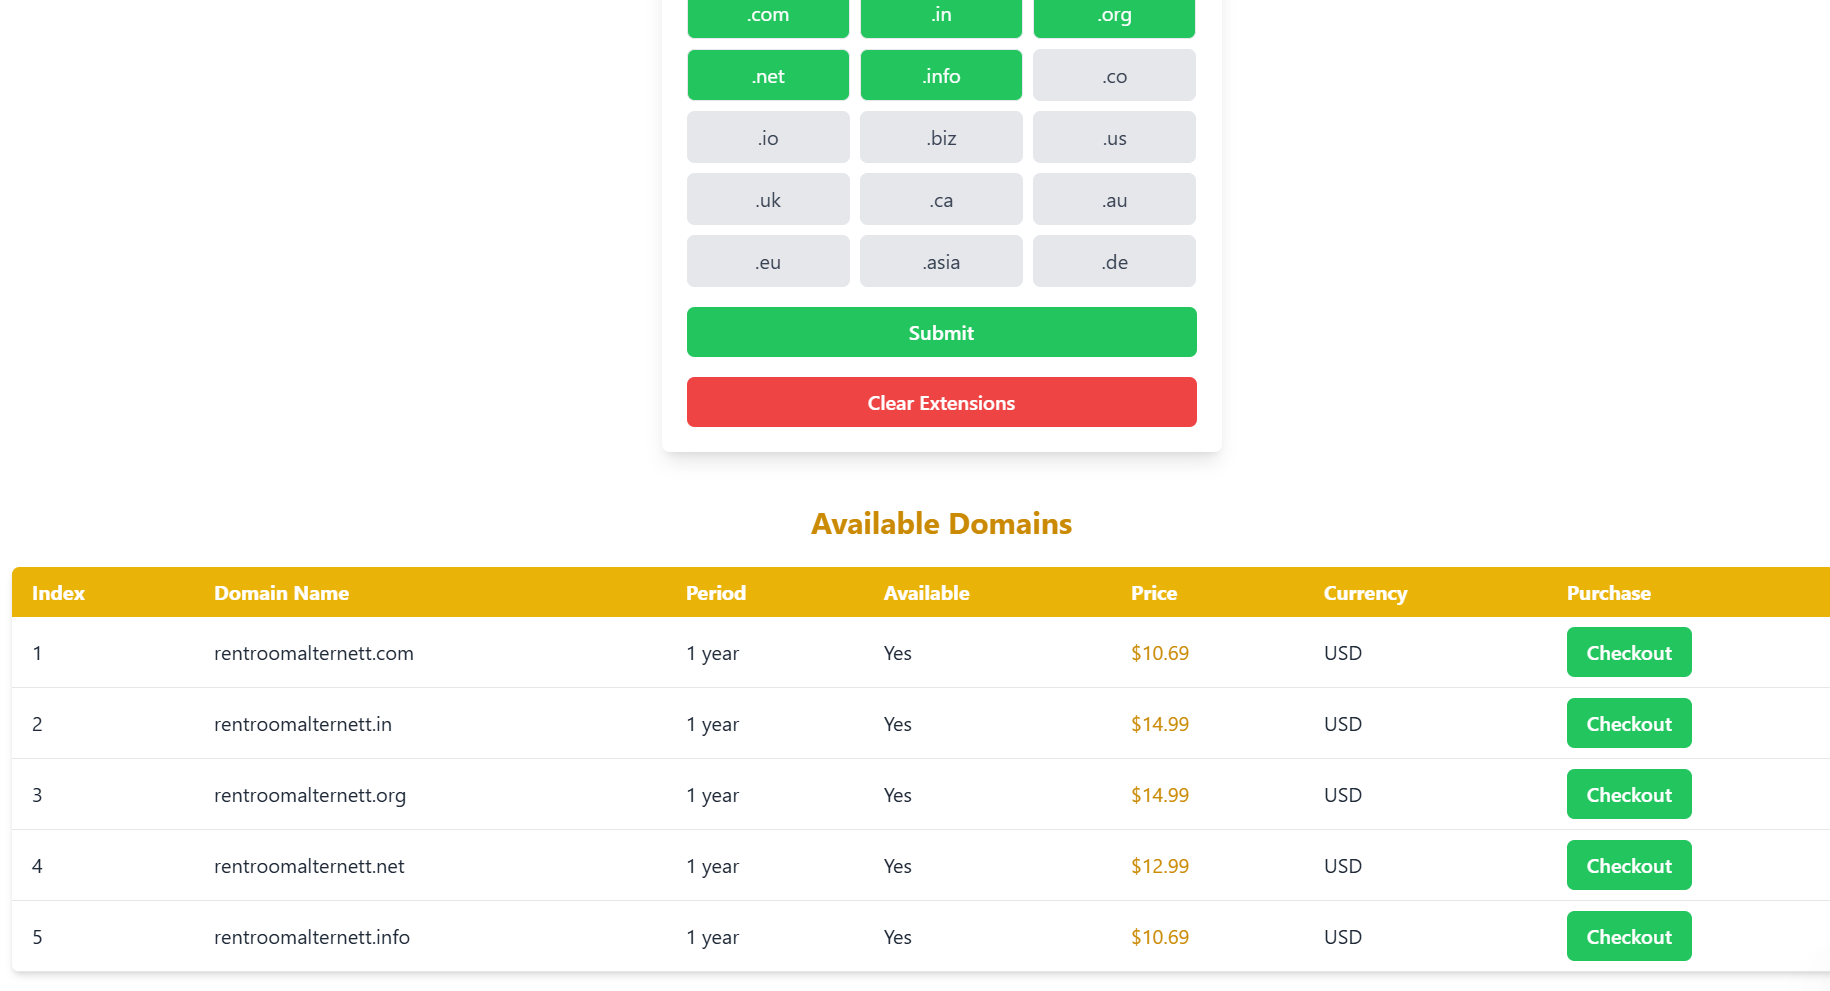 .com .in .org
.net .info .co
.io .biz .us
.uk .ca .au
.eu .asia .de
Submit
Clear Extensions
Available Domains
Index Domain Name Period Available Price Currency Purchase
1 rentroomalternett.com 1 year Yes $10.69 USD Checkout
2 rentroomalternett.in 1 year Yes $14.99 USD Checkout
3 rentroomalternett.org 1 year Yes $14.99 USD Checkout
4 rentroomalternett.net 1 year Yes $12.99 USD Checkout
5 rentroomalternett.info 1 year Yes $10.69 USD Checkout